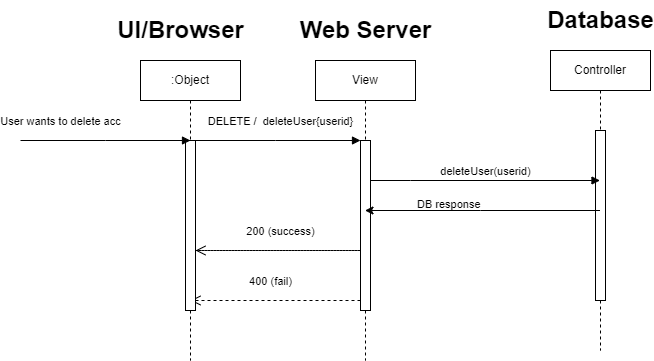 UI/Browser
Web Server
Database
:Object
View
Controller
User wants to delete acc
DELETE / deleteUser{userid}
deleteUser(userid)
DB response
200 (success)
400 (fail)